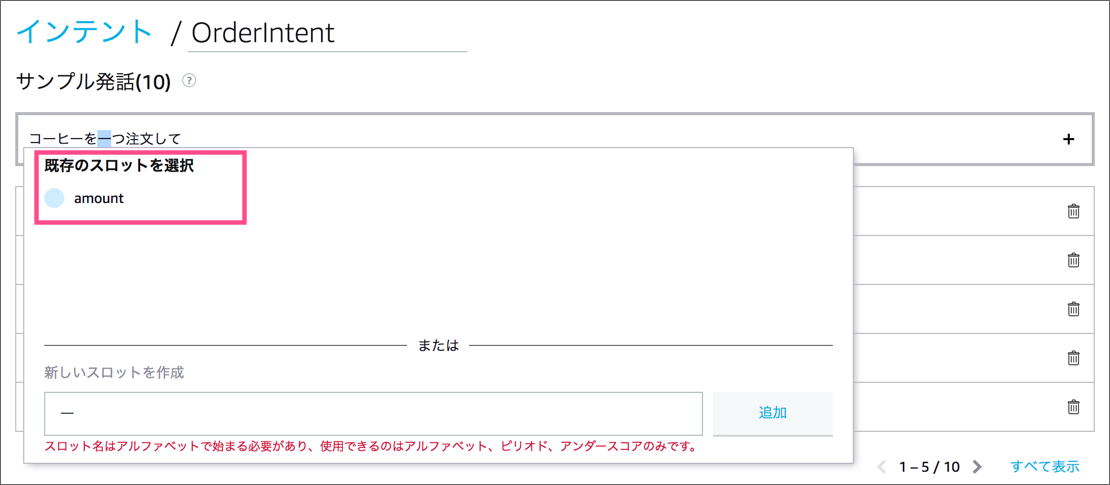 インテント / OrderIntent
サンプル発話(10) ?
コーヒーを一つ注文して +
既存のスロットを選択
amount
または
新しいスロットを作成
一
追加
スロット名はアルファベットで始まる必要があり、使用できるのはアルファベット、ピリオド、アンダースコアのみです。
< 1 – 5 / 10 > すべて表示